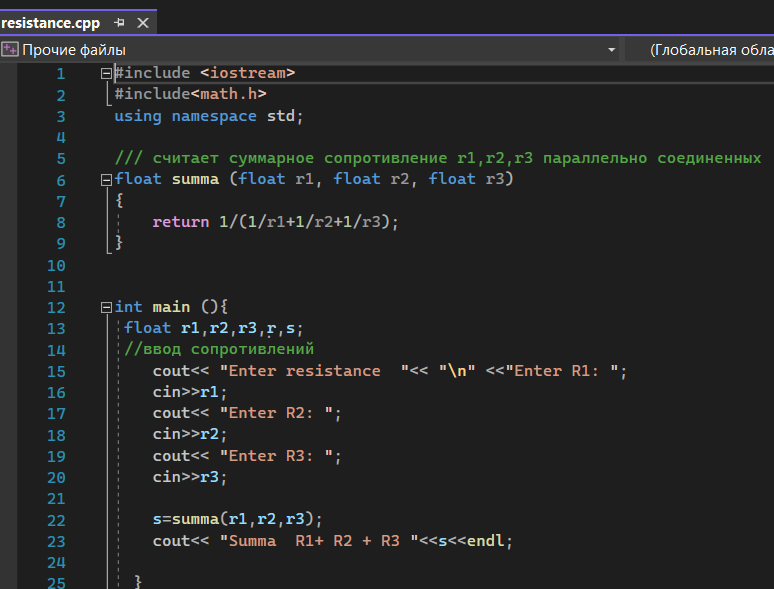 resistance.cpp
Прочие файлы (Глобальная обла
1 #include <iostream>
2 #include<math.h>
3 using namespace std;
4
5 /// считает суммарное сопротивление r1,r2,r3 параллельно соединенных
6 float summa (float r1, float r2, float r3)
7 {
8 return 1/(1/r1+1/r2+1/r3);
9 }
10
11
12 int main (){
13 float r1,r2,r3,r,s;
14 //ввод сопротивлений
15 cout<< "Enter resistance  "<< "\n" <<"Enter R1: ";
16 cin>>r1;
17 cout<< "Enter R2: ";
18 cin>>r2;
19 cout<< "Enter R3: ";
20 cin>>r3;
21
22 s=summa(r1,r2,r3);
23 cout<< "Summa  R1+ R2 + R3 "<<s<<endl;
24
25 }